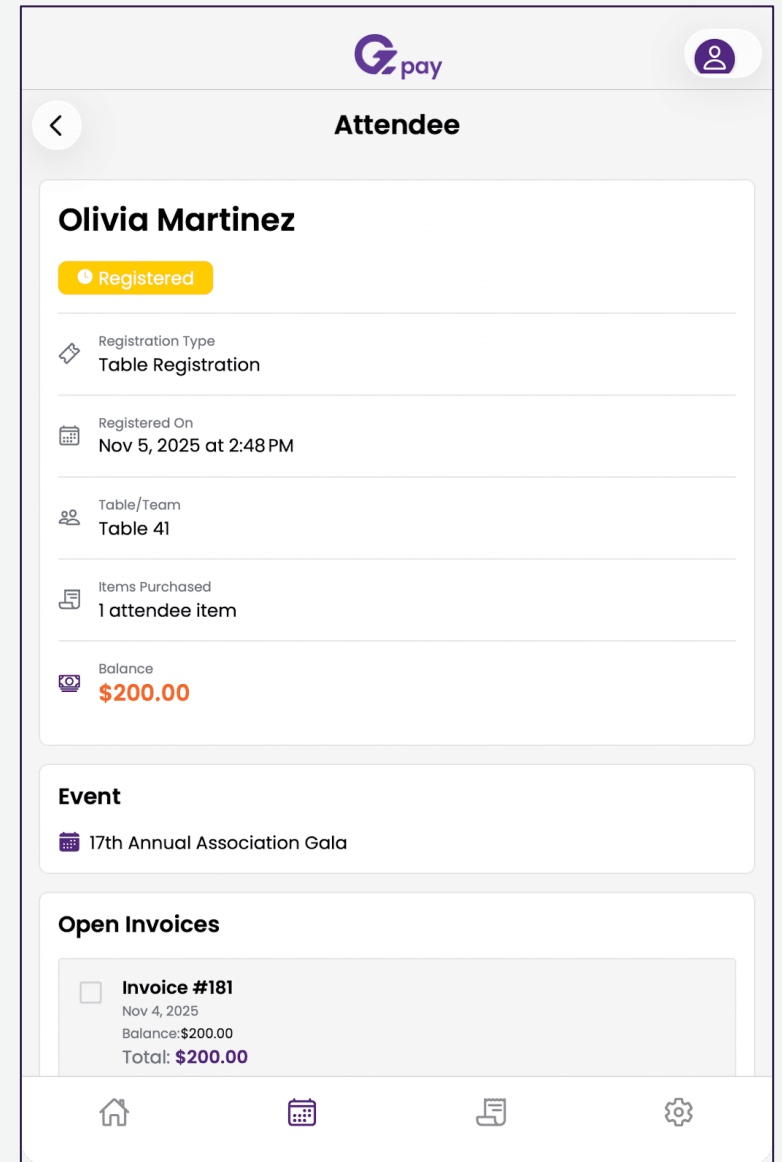 Gz pay
Attendee
Olivia Martinez
Registered
Registration Type
Table Registration
Registered On
Nov 5, 2025 at 2:48 PM
Table/Team
Table 41
Items Purchased
1 attendee item
Balance
$200.00
Event
17th Annual Association Gala
Open Invoices
Invoice #181
Nov 4, 2025
Balance:$200.00
Total: $200.00